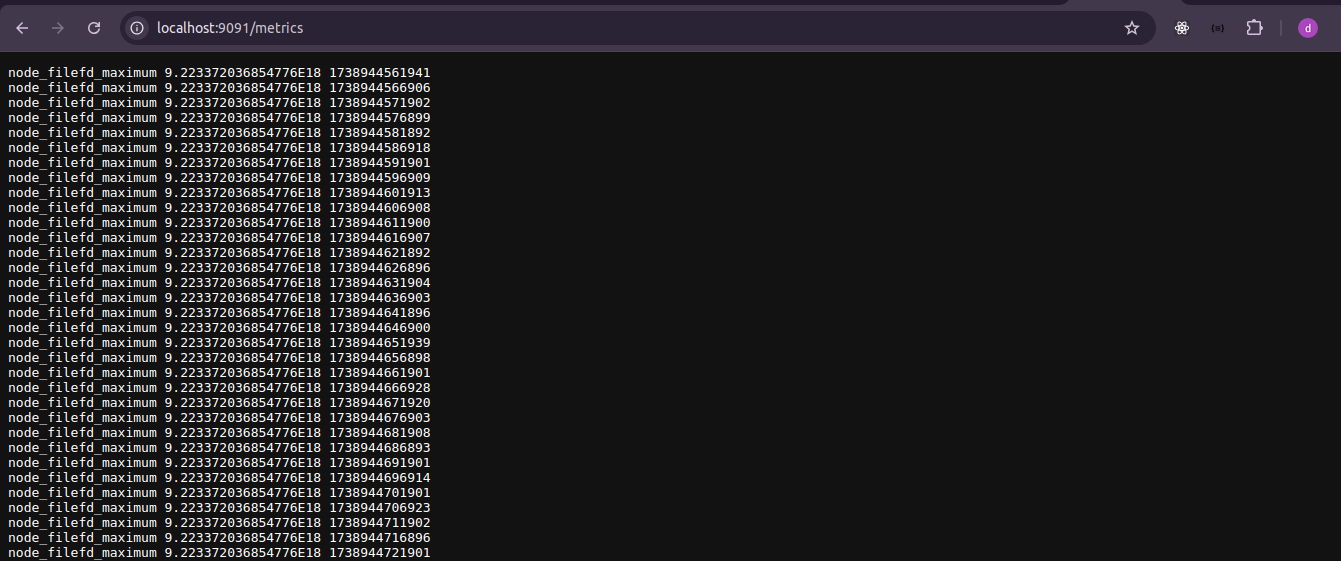 localhost:9091/metrics
d
node_filefd_maximum 9.223372036854776E18 1738944561941
node_filefd_maximum 9.223372036854776E18 1738944566906
node_filefd_maximum 9.223372036854776E18 1738944571902
node_filefd_maximum 9.223372036854776E18 1738944576899
node_filefd_maximum 9.223372036854776E18 1738944581892
node_filefd_maximum 9.223372036854776E18 1738944586918
node_filefd_maximum 9.223372036854776E18 1738944591901
node_filefd_maximum 9.223372036854776E18 1738944596909
node_filefd_maximum 9.223372036854776E18 1738944601913
node_filefd_maximum 9.223372036854776E18 1738944606908
node_filefd_maximum 9.223372036854776E18 1738944611900
node_filefd_maximum 9.223372036854776E18 1738944616907
node_filefd_maximum 9.223372036854776E18 1738944621892
node_filefd_maximum 9.223372036854776E18 1738944626896
node_filefd_maximum 9.223372036854776E18 1738944631904
node_filefd_maximum 9.223372036854776E18 1738944636903
node_filefd_maximum 9.223372036854776E18 1738944641896
node_filefd_maximum 9.223372036854776E18 1738944646900
node_filefd_maximum 9.223372036854776E18 1738944651939
node_filefd_maximum 9.223372036854776E18 1738944656898
node_filefd_maximum 9.223372036854776E18 1738944661901
node_filefd_maximum 9.223372036854776E18 1738944666928
node_filefd_maximum 9.223372036854776E18 1738944671920
node_filefd_maximum 9.223372036854776E18 1738944676903
node_filefd_maximum 9.223372036854776E18 1738944681908
node_filefd_maximum 9.223372036854776E18 1738944686893
node_filefd_maximum 9.223372036854776E18 1738944691901
node_filefd_maximum 9.223372036854776E18 1738944696914
node_filefd_maximum 9.223372036854776E18 1738944701901
node_filefd_maximum 9.223372036854776E18 1738944706923
node_filefd_maximum 9.223372036854776E18 1738944711902
node_filefd_maximum 9.223372036854776E18 1738944716896
node_filefd_maximum 9.223372036854776E18 1738944721901